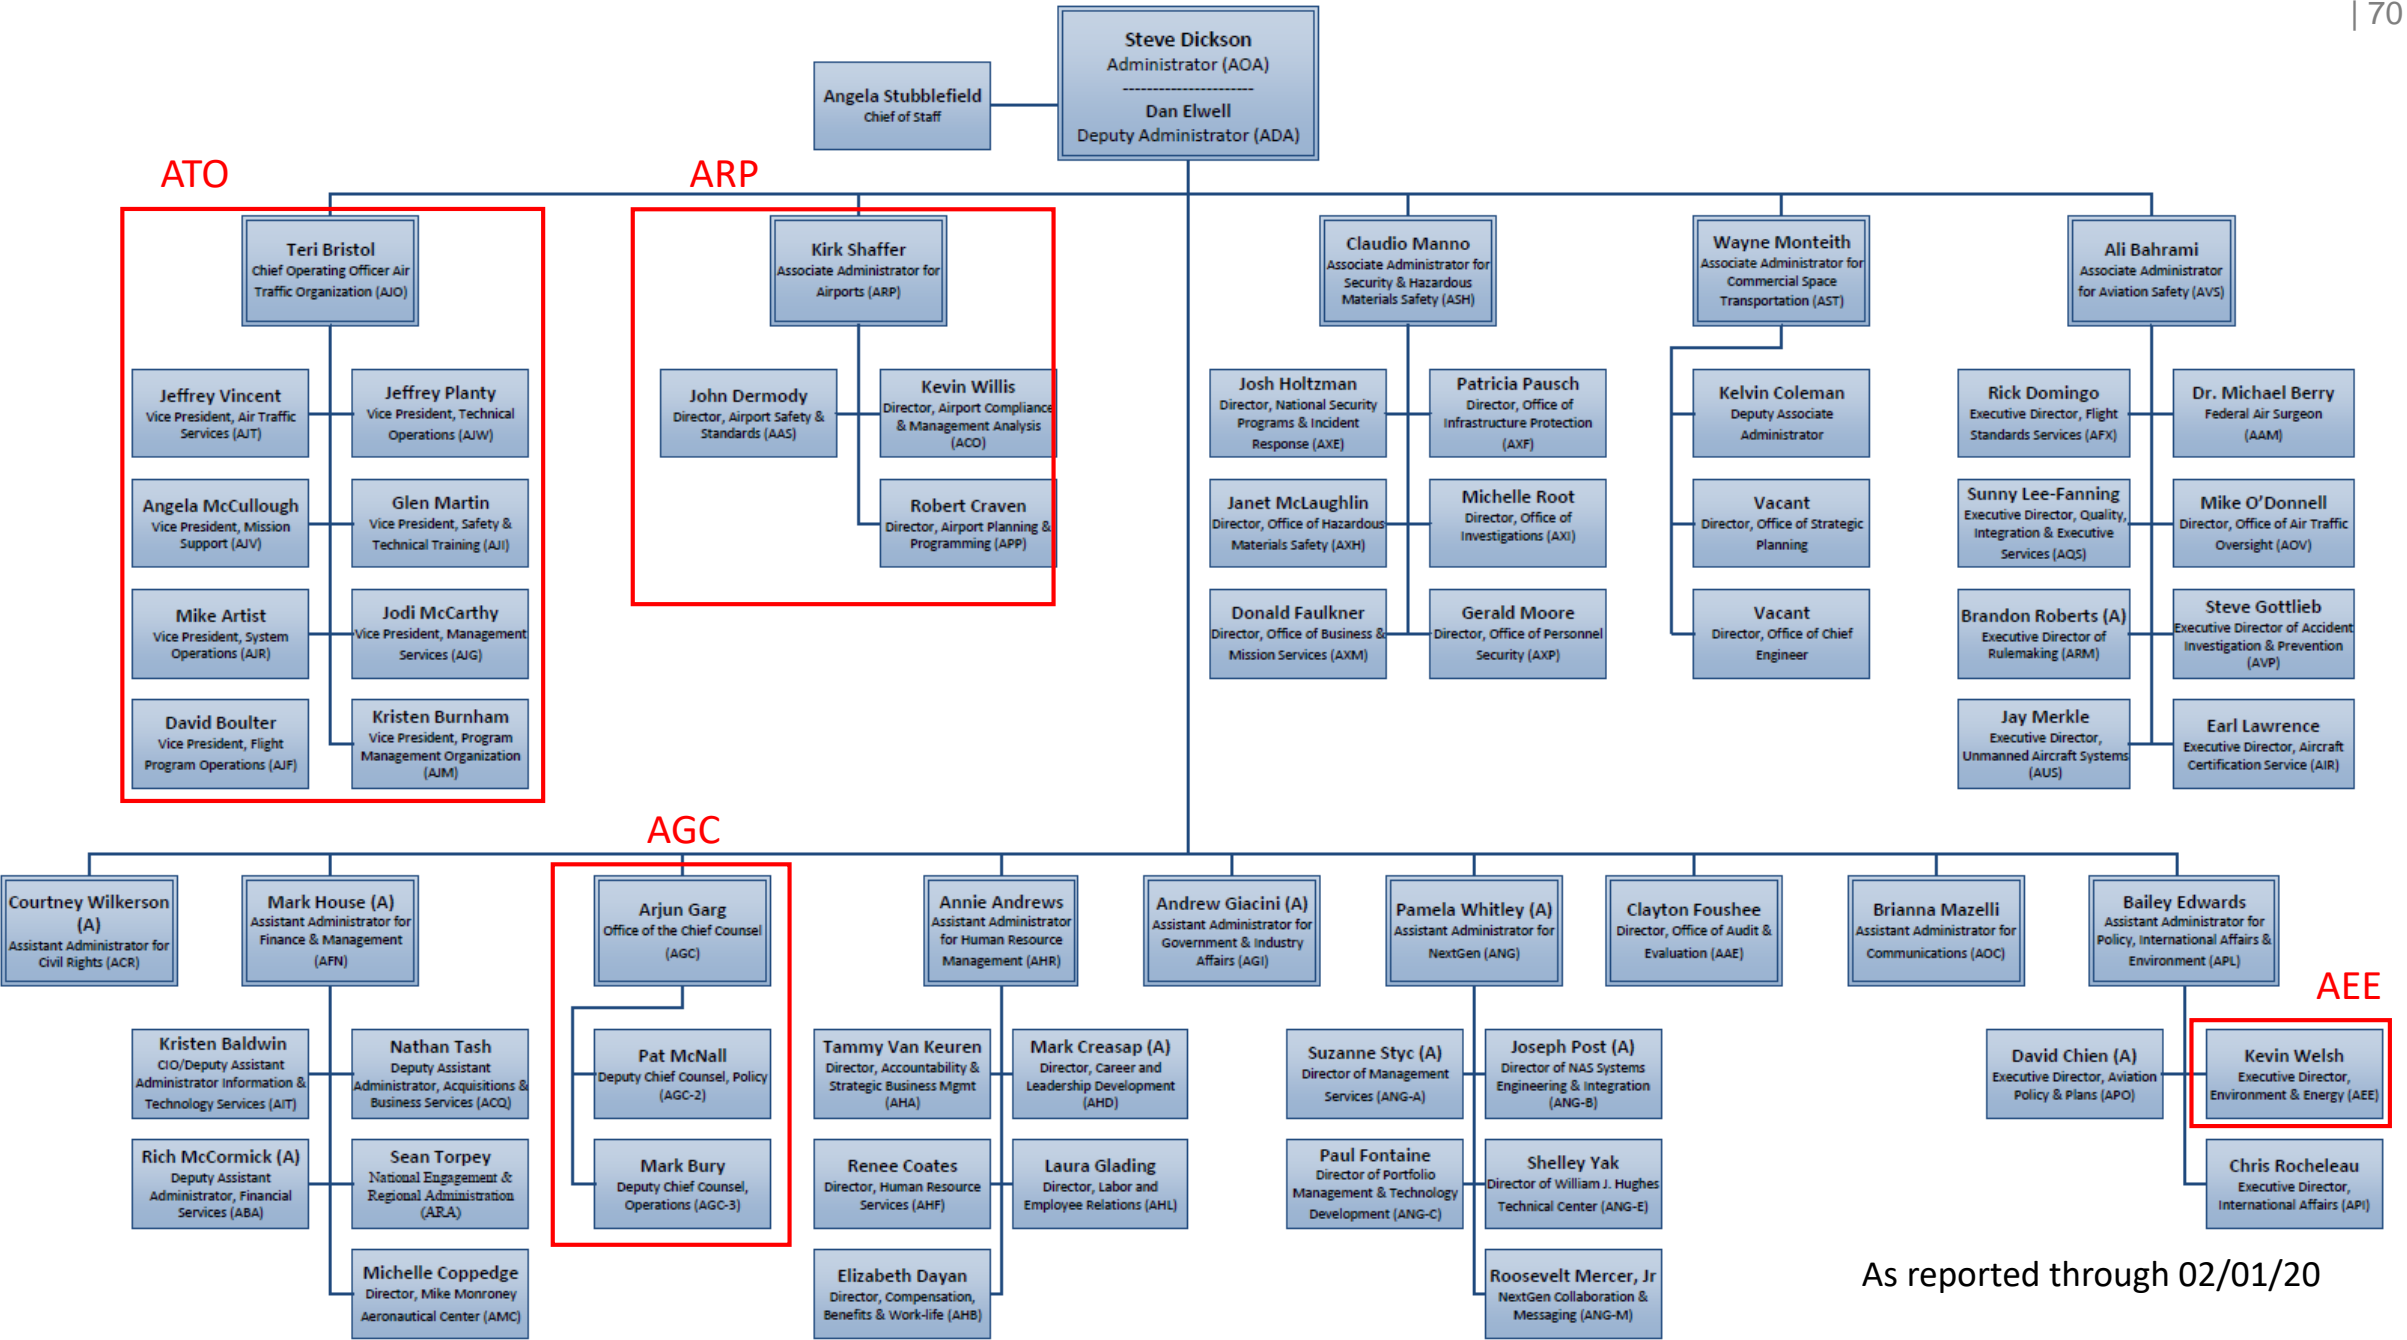 | 70
Steve Dickson
Administrator (AOA)
----------------------
Dan Elwell
Deputy Administrator (ADA)
Angela Stubblefield
Chief of Staff
ATO
ARP
Teri Bristol
Chief Operating Officer Air
Traffic Organization (AJO)
Kirk Shaffer
Associate Administrator for
Airports (ARP)
Claudio Manno
Associate Administrator for
Security & Hazardous
Materials Safety (ASH)
Wayne Monteith
Associate Administrator for
Commercial Space
Transportation (AST)
Ali Bahrami
Associate Administrator
for Aviation Safety (AVS)
Jeffrey Vincent
Vice President, Air Traffic
Services (AJT)
Jeffrey Planty
Vice President, Technical
Operations (AJW)
John Dermody
Director, Airport Safety &
Standards (AAS)
Kevin Willis
Director, Airport Compliance
& Management Analysis
(ACO)
Josh Holtzman
Director, National Security
Programs & Incident
Response (AXE)
Patricia Pausch
Director, Office of
Infrastructure Protection
(AXF)
Kelvin Coleman
Deputy Associate
Administrator
Rick Domingo
Executive Director, Flight
Standards Services (AFX)
Dr. Michael Berry
Federal Air Surgeon
(AAM)
Angela McCullough
Vice President, Mission
Support (AJV)
Glen Martin
Vice President, Safety &
Technical Training (AJI)
Robert Craven
Director, Airport Planning &
Programming (APP)
Janet McLaughlin
Director, Office of Hazardous
Materials Safety (AXH)
Michelle Root
Director, Office of
Investigations (AXI)
Vacant
Director, Office of Strategic
Planning
Sunny Lee-Fanning
Executive Director, Quality,
Integration & Executive
Services (AQS)
Mike O’Donnell
Director, Office of Air Traffic
Oversight (AOV)
Mike Artist
Vice President, System
Operations (AJR)
Jodi McCarthy
Vice President, Management
Services (AJG)
Donald Faulkner
Director, Office of Business &
Mission Services (AXM)
Gerald Moore
Director, Office of Personnel
Security (AXP)
Vacant
Director, Office of Chief
Engineer
Brandon Roberts (A)
Executive Director of
Rulemaking (ARM)
Steve Gottlieb
Executive Director of Accident
Investigation & Prevention
(AVP)
David Boulter
Vice President, Flight
Program Operations (AJF)
Kristen Burnham
Vice President, Program
Management Organization
(AJM)
Jay Merkle
Executive Director,
Unmanned Aircraft Systems
(AUS)
Earl Lawrence
Executive Director, Aircraft
Certification Service (AIR)
AGC
Courtney Wilkerson
(A)
Assistant Administrator for
Civil Rights (ACR)
Mark House (A)
Assistant Administrator for
Finance & Management
(AFN)
Arjun Garg
Office of the Chief Counsel
(AGC)
Annie Andrews
Assistant Administrator
for Human Resource
Management (AHR)
Andrew Giacini (A)
Assistant Administrator for
Government & Industry
Affairs (AGI)
Pamela Whitley (A)
Assistant Administrator for
NextGen (ANG)
Clayton Foushee
Director, Office of Audit &
Evaluation (AAE)
Brianna Mazelli
Assistant Administrator for
Communications (AOC)
Bailey Edwards
Assistant Administrator for
Policy, International Affairs &
Environment (APL)
AEE
Kristen Baldwin
CIO/Deputy Assistant
Administrator Information &
Technology Services (AIT)
Nathan Tash
Deputy Assistant
Administrator, Acquisitions &
Business Services (ACQ)
Pat McNall
Deputy Chief Counsel, Policy
(AGC-2)
Tammy Van Keuren
Director, Accountability &
Strategic Business Mgmt
(AHA)
Mark Creasap (A)
Director, Career and
Leadership Development
(AHD)
Suzanne Styc (A)
Director of Management
Services (ANG-A)
Joseph Post (A)
Director of NAS Systems
Engineering & Integration
(ANG-B)
David Chien (A)
Executive Director, Aviation
Policy & Plans (APO)
Kevin Welsh
Executive Director,
Environment & Energy (AEE)
Rich McCormick (A)
Deputy Assistant
Administrator, Financial
Services (ABA)
Sean Torpey
National Engagement &
Regional Administration
(ARA)
Mark Bury
Deputy Chief Counsel,
Operations (AGC-3)
Renee Coates
Director, Human Resource
Services (AHF)
Laura Glading
Director, Labor and
Employee Relations (AHL)
Paul Fontaine
Director of Portfolio
Management & Technology
Development (ANG-C)
Shelley Yak
Director of William J. Hughes
Technical Center (ANG-E)
Chris Rocheleau
Executive Director,
International Affairs (API)
Michelle Coppedge
Director, Mike Monroney
Aeronautical Center (AMC)
Elizabeth Dayan
Director, Compensation,
Benefits & Work-life (AHB)
Roosevelt Mercer, Jr
NextGen Collaboration &
Messaging (ANG-M)
As reported through 02/01/20